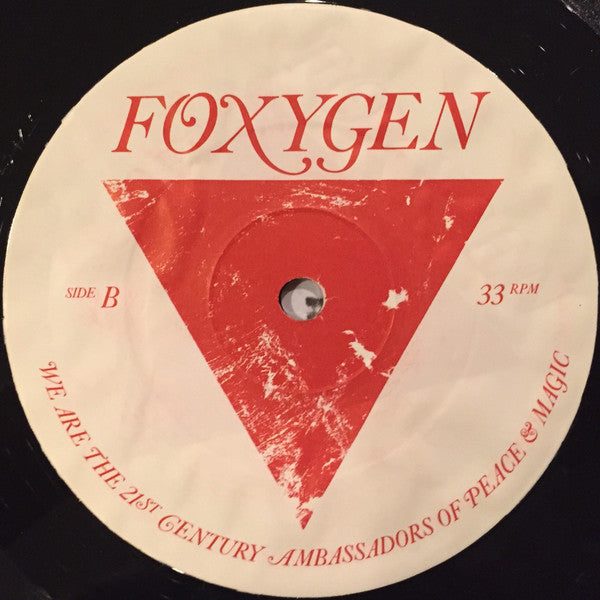 FOXYGEN
SIDE B
33 RPM
WE ARE THE 21ST CENTURY AMBASSADORS OF PEACE & MAGIC